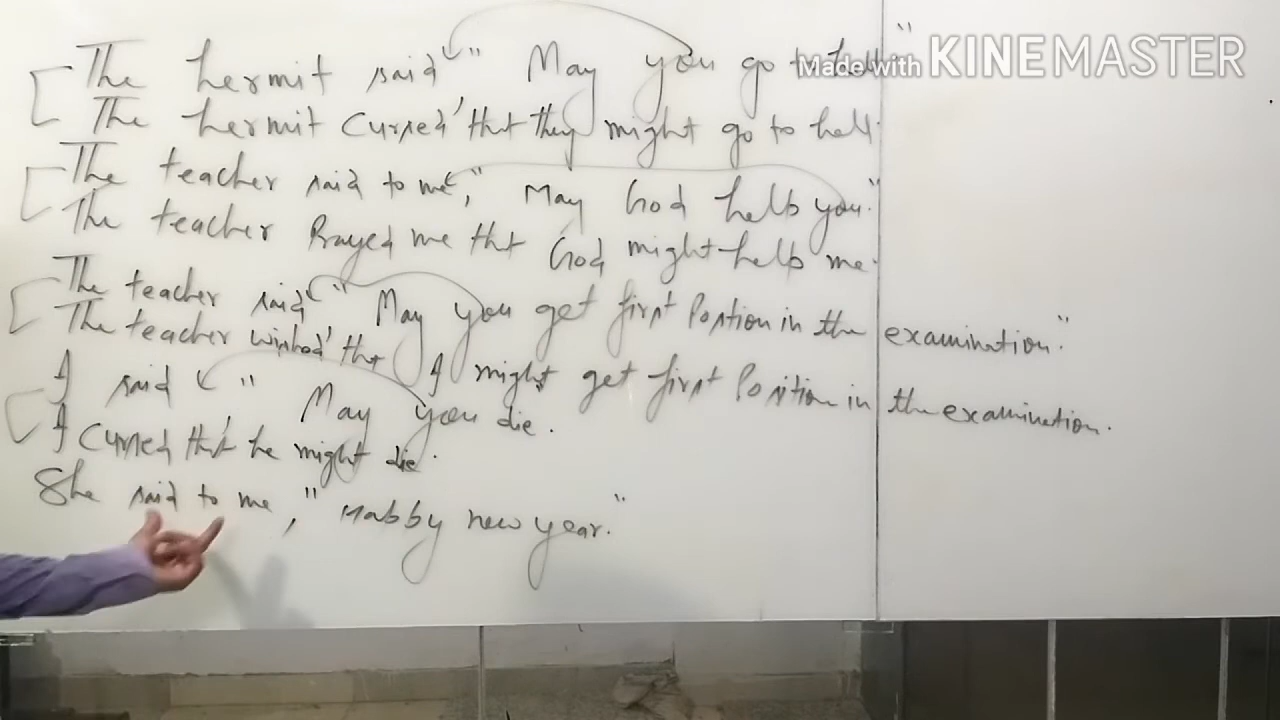 The hermit said " May you go to hell"
Made with KINEMASTER
The hermit cursed that they might go to hell.
The teacher said to me, " May God help you."
The teacher Prayed me that God might help me.
The teacher said " May you get first Position in the examination."
The teacher wished that I might get first Position in the examination.
I said " May you die.
I cursed that he might die.
She said to me, " Happy new year."